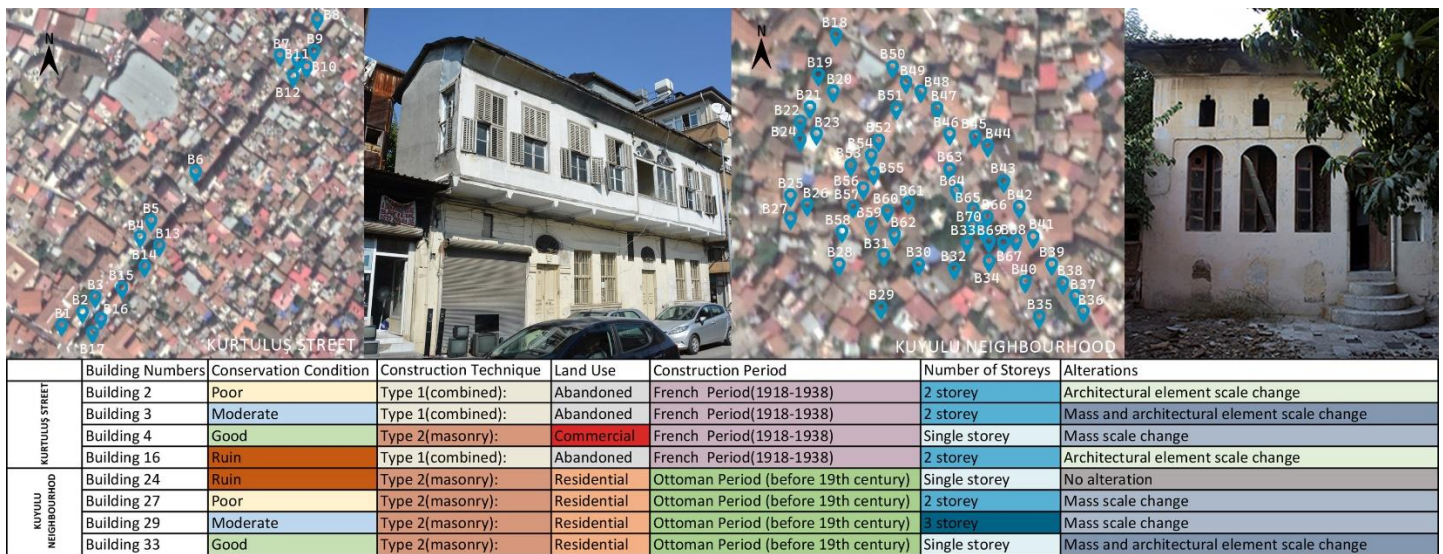 N
B8
B7
B9
B11
B10
B12
B6
B5
B4
B13
B14
B15
B3
B2
B16
B1
B17
KURTULUŞ STREET
N
B18
B50
B19
B49
B20
B48
B21
B51
B47
B22
B23
B24
B52
B46
B45
B44
B54
B53
B55
B63
B43
B56
B64
B25
B26
B57
B61
B65
B42
B27
B59
B60
B66
B58
B62
B70
B33
B69
B68
B41
B31
B28
B30
B32
B67
B39
B34
B40
B38
B37
B29
B35
B36
KUYULU NEIGHBOURHOOD
Building Numbers Conservation Condition Construction Technique Land Use Construction Period Number of Storeys Alterations
KURTULUŞ STREET
Building 2 Poor Type 1(combined): Abandoned French Period(1918-1938) 2 storey Architectural element scale change
Building 3 Moderate Type 1(combined): Abandoned French Period(1918-1938) 2 storey Mass and architectural element scale change
Building 4 Good Type 2(masonry): Commercial French Period(1918-1938) Single storey Mass scale change
Building 16 Ruin Type 1(combined): Abandoned French Period(1918-1938) 2 storey Architectural element scale change
KUYULU
NEIGHBOURHOD
Building 24 Ruin Type 2(masonry): Residential Ottoman Period (before 19th century) Single storey No alteration
Building 27 Poor Type 2(masonry): Residential Ottoman Period (before 19th century) 2 storey Mass scale change
Building 29 Moderate Type 2(masonry): Residential Ottoman Period (before 19th century) 3 storey Mass scale change
Building 33 Good Type 2(masonry): Residential Ottoman Period (before 19th century) Single storey Mass and architectural element scale change